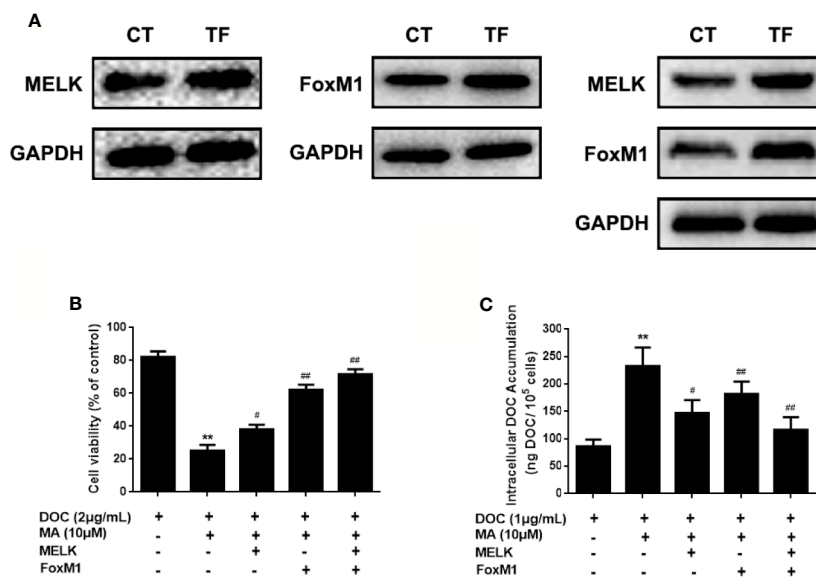 A
CT TF
MELK
GAPDH
CT TF
FoxM1
GAPDH
CT TF
MELK
FoxM1
GAPDH
B
Cell viability (% of control)
100
80
60
40
20
0
** # ## ##
DOC (2μg/mL) + + + + +
MA (10μM) - + + + +
MELK - - + - +
FoxM1 - - - + +
C
Intracellular DOC Accumulation
(ng DOC/10⁵ cells)
300
250
200
150
100
50
0
** # ## ##
DOC (1μg/mL) + + + + +
MA (10μM) - + + + +
MELK - - + - +
FoxM1 - - - + +